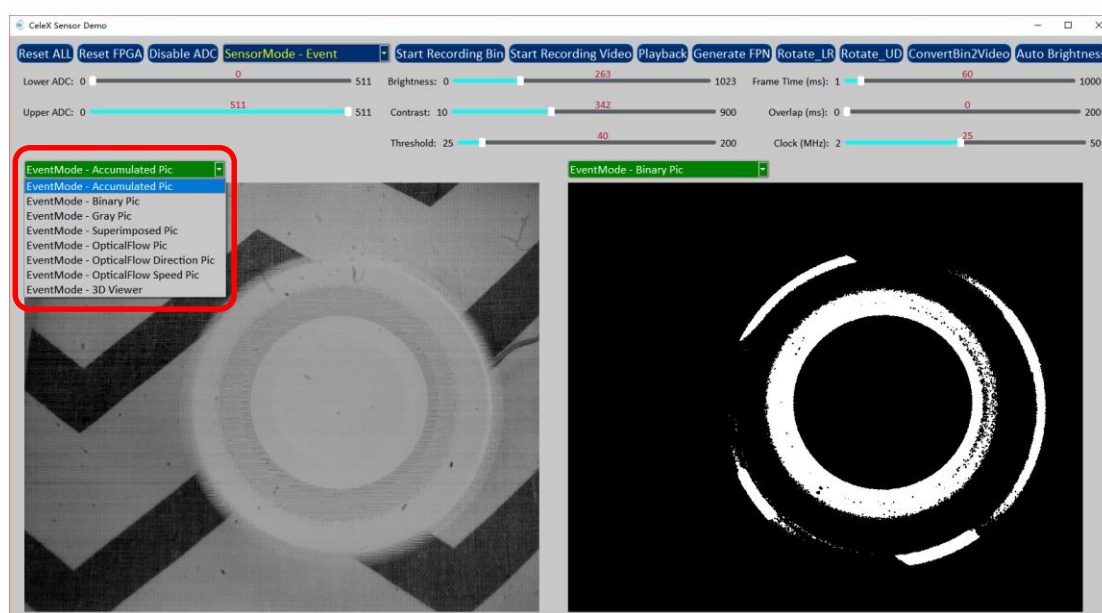 CeleX Sensor Demo
Reset ALL Reset FPGA Disable ADC SensorMode - Event Start Recording Bin Start Recording Video Playback Generate FPN Rotate_LR Rotate_UD ConvertBin2Video Auto Brightness
Lower ADC: 0 0 511 Brightness: 0 263 1023 Frame Time (ms): 1 60 1000
Upper ADC: 0 511 511 Contrast: 10 342 900 Overlap (ms): 0 0 200
Threshold: 25 40 200 Clock (MHz): 2 25 50
EventMode - Accumulated Pic EventMode - Binary Pic
EventMode - Accumulated Pic
EventMode - Binary Pic
EventMode - Gray Pic
EventMode - Superimposed Pic
EventMode - OpticalFlow Pic
EventMode - OpticalFlow Direction Pic
EventMode - OpticalFlow Speed Pic
EventMode - 3D Viewer